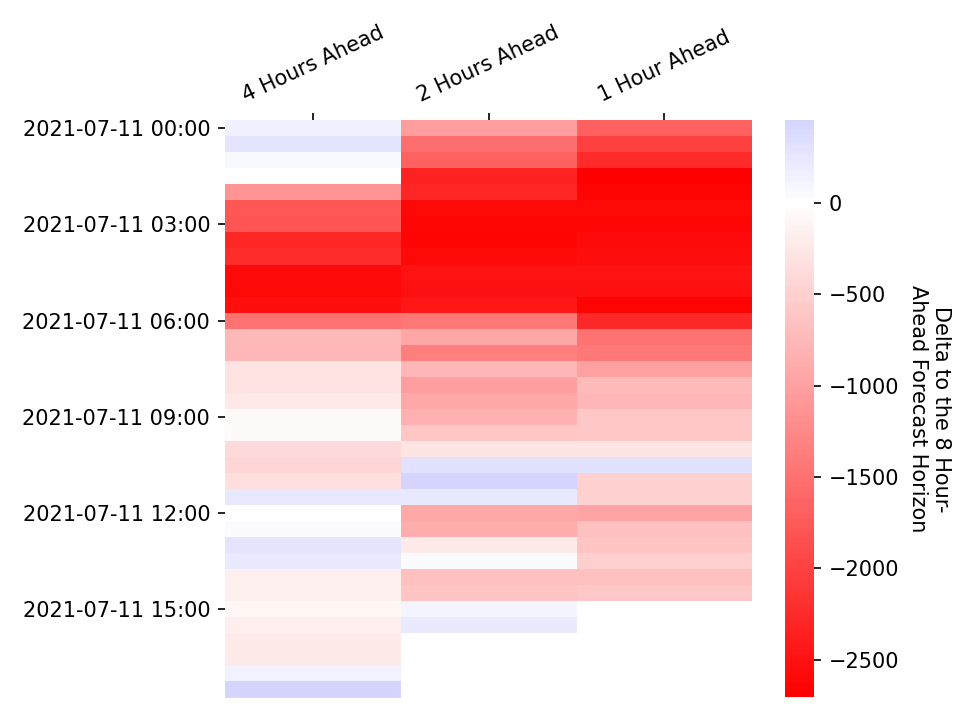 4 Hours Ahead
2 Hours Ahead
1 Hour Ahead
2021-07-11 00:00
2021-07-11 03:00
2021-07-11 06:00
2021-07-11 09:00
2021-07-11 12:00
2021-07-11 15:00
0
−500
−1000
−1500
−2000
−2500
Delta to the 8 Hour-
Ahead Forecast Horizon